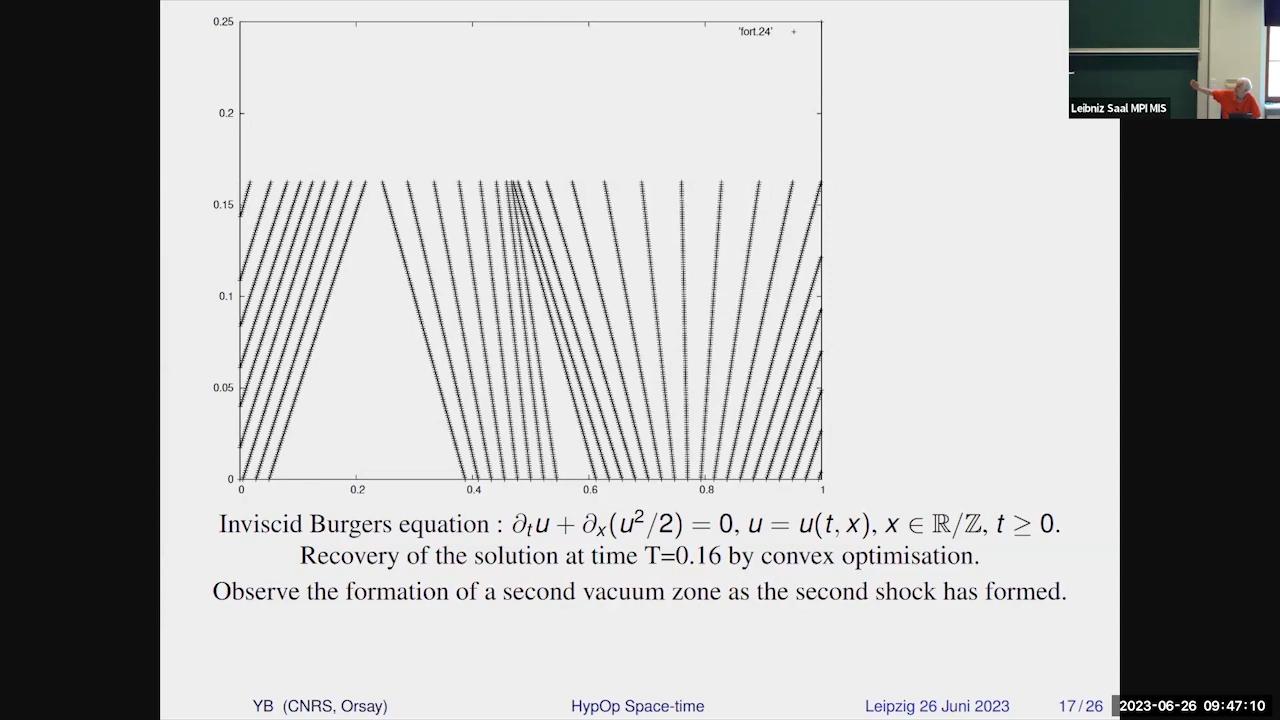 0.25
'fort.24' +
0.2
0.15
0.1
0.05
0
0 0.2 0.4 0.6 0.8 1
Leibniz Saal MPI MIS
Inviscid Burgers equation : ∂ₜu + ∂ₓ(u²/2) = 0, u = u(t, x), x ∈ ℝ/ℤ, t ≥ 0.
Recovery of the solution at time T=0.16 by convex optimisation.
Observe the formation of a second vacuum zone as the second shock has formed.
YB (CNRS, Orsay) HypOp Space-time Leipzig 26 Juni 2023 17 / 26
2023-06-26 09:47:10